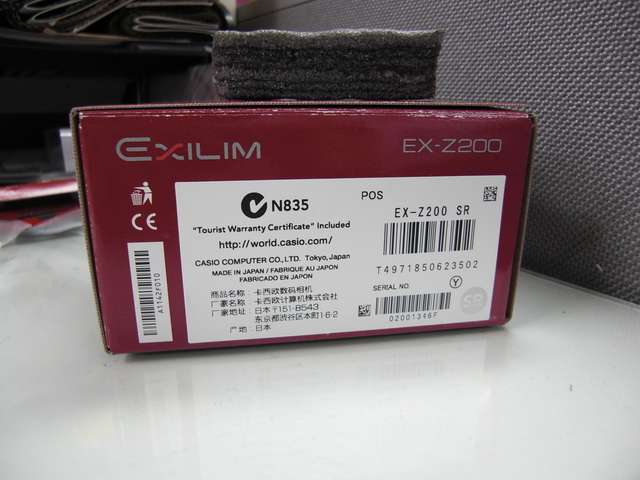 EXILIM
EX-Z200
N835
"Tourist Warranty Certificate" Included
http://world.casio.com/
CASIO COMPUTER CO., LTD. Tokyo, Japan
MADE IN JAPAN / FABRIQUE AU JAPON
FABRICADO EN JAPON
商品名称: 卡西欧数码相机
厂家名称: 卡西欧计算机株式会社
厂家地址: 日本〒151-8543
东京都涩谷区本町1-6-2
产地: 日本
POS
EX-Z200 SR
T4971850623502
SERIAL NO.
Y
SR
02001346F
CE
A1142F010